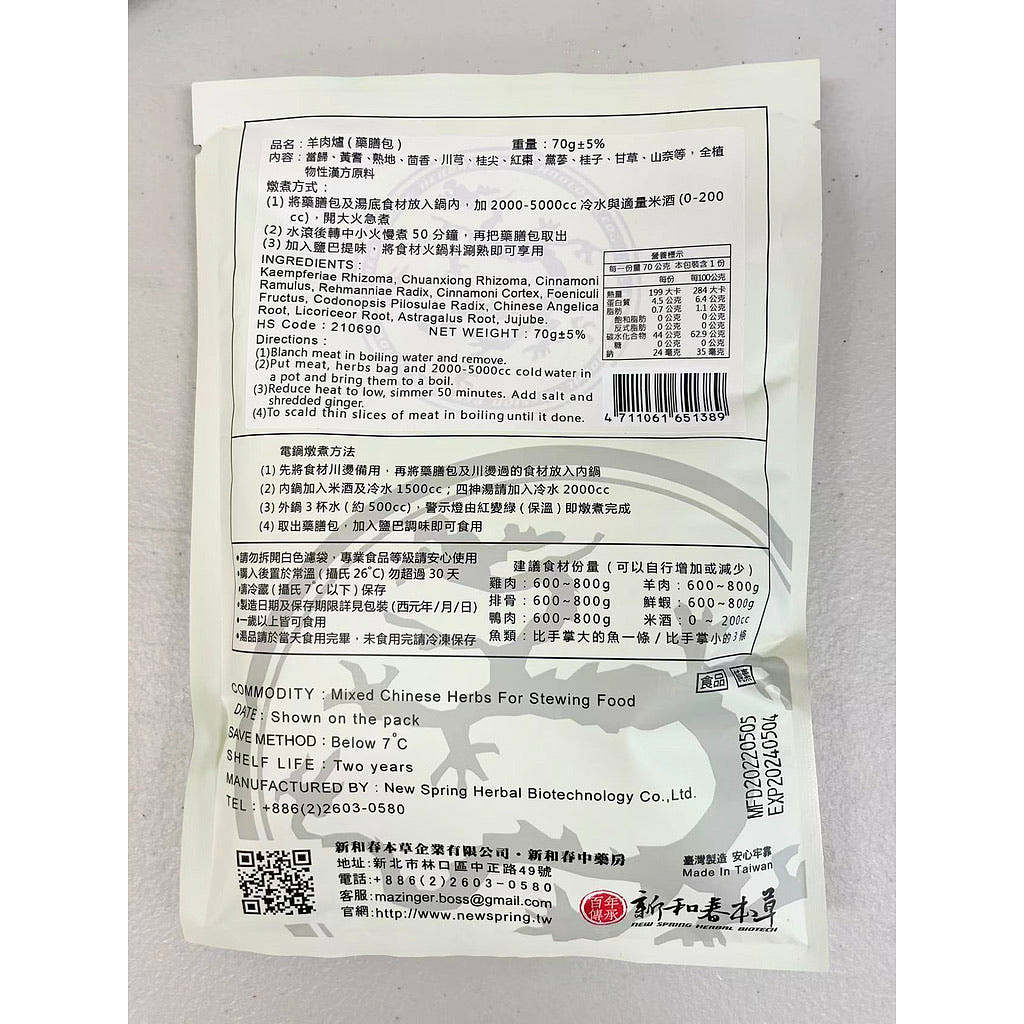 品名：羊肉爐(藥膳包)　重量：70g±5%
內容：當歸、黃耆、熟地、茴香、川芎、桂尖、紅棗、黨蔘、桂子、甘草、山奈等，全植
物性漢方原料
燉煮方式：
(1) 將藥膳包及湯底食材放入鍋內，加 2000-5000cc 冷水與適量米酒 (0-200
cc)，開大火急煮
(2) 水滾後轉中小火慢煮 50 分鐘，再把藥膳包取出
(3) 加入鹽巴提味，將食材火鍋料涮熟即可享用
INGREDIENTS：
Kaempferiae Rhizoma, Chuanxiong Rhizoma, Cinnamoni
Ramulus, Rehmanniae Radix, Cinnamoni Cortex, Foeniculi
Fructus, Codonopsis Pilosulae Radix, Chinese Angelica
Root, Licoriceor Root, Astragalus Root, Jujube.
HS Code：210690　NET WEIGHT：70g±5%
Directions：
(1)Blanch meat in boiling water and remove.
(2)Put meat, herbs bag and 2000-5000cc cold water in
a pot and bring them to a boil.
(3)Reduce heat to low, simmer 50 minutes. Add salt and
shredded ginger.
(4)To scald thin slices of meat in boiling until it done.
營養標示
每一份量 70 公克 本包裝含 1 份
每份　每100公克
熱量　199 大卡　284 大卡
蛋白質　4.5 公克　6.4 公克
脂肪　0.7 公克　1.1 公克
飽和脂肪　0 公克　0 公克
反式脂肪　0 公克　0 公克
碳水化合物　44 公克　62.9 公克
糖　0 公克　0 公克
鈉　24 毫克　35 毫克
4 711061 651389
電鍋燉煮方法
(1) 先將食材川燙備用，再將藥膳包及川燙過的食材放入內鍋
(2) 內鍋加入米酒及冷水 1500cc；四神湯請加入冷水 2000cc
(3) 外鍋 3 杯水 (約 500cc)，警示燈由紅變綠 (保溫) 即燉煮完成
(4) 取出藥膳包，加入鹽巴調味即可食用
•請勿拆開白色濾袋，專業食品等級請安心使用
•購入後置於常溫 (攝氏 26°C) 勿超過 30 天
•請冷藏 (攝氏 7°C 以下) 保存
•製造日期及保存期限詳見包裝 (西元年/月/日)
•一歲以上皆可食用
•湯品請於當天食用完畢，未食用完請冷凍保存
建議食材份量 (可以自行增加或減少)
雞肉：600~800g　羊肉：600~800g
排骨：600~800g　鮮蝦：600~800g
鴨肉：600~800g　米酒：0 ~ 200cc
魚類：比手掌大的魚一條 / 比手掌小的 3 條
食品　純素
COMMODITY：Mixed Chinese Herbs For Stewing Food
DATE：Shown on the pack
SAVE METHOD：Below 7°C
SHELF LIFE：Two years
MANUFACTURED BY：New Spring Herbal Biotechnology Co.,Ltd.
TEL：+886(2)2603-0580
MFD20220505
EXP20240504
新和春本草企業有限公司・新和春中藥房
地址:新北市林口區中正路49號
電話:+886(2)2603-0580
客服:mazinger.boss@gmail.com
官網:http://www.newspring.tw
臺灣製造 安心牢靠
Made In Taiwan
百年
傳承
新和春本草
NEW SPRING HERBAL BIOTECH